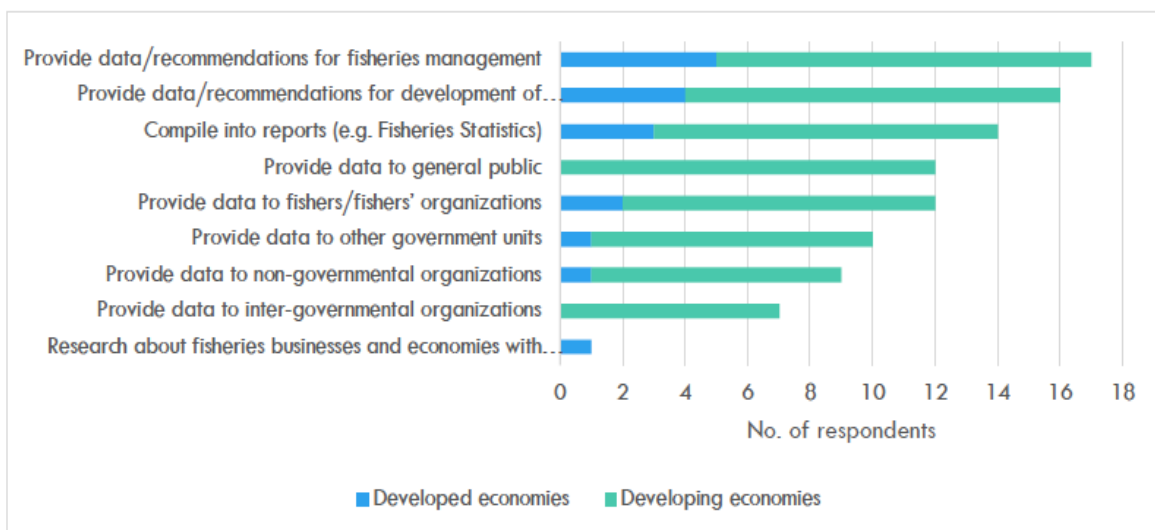 Provide data/recommendations for fisheries management
Provide data/recommendations for development of...
Compile into reports (e.g. Fisheries Statistics)
Provide data to general public
Provide data to fishers/fishers' organizations
Provide data to other government units
Provide data to non-governmental organizations
Provide data to inter-governmental organizations
Research about fisheries businesses and economies with...
0 2 4 6 8 10 12 14 16 18
No. of respondents
Developed economies Developing economies